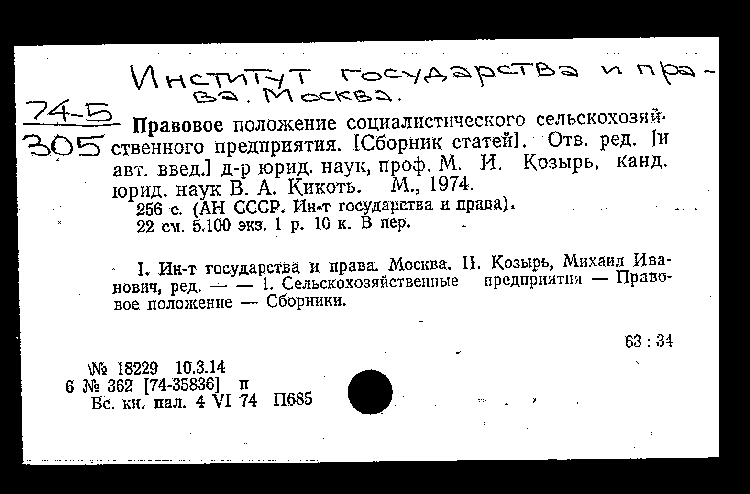 Институт государства и пра-
ва. Москва.
74-5
305
Правовое положение социалистического сельскохозяй-
ственного предприятия. [Сборник статей]. Отв. ред. [и
авт. введ.] д-р юрид. наук, проф. М. И. Козырь, канд.
юрид. наук В. А. Кикоть. М., 1974.
256 с. (АН СССР. Ин-т государства и права).
22 см. 5.100 экз. 1 р. 10 к. В пер.
I. Ин-т государства и права. Москва. II. Козырь, Михаил Ива-
нович, ред. — — 1. Сельскохозяйственные предприятия — Право-
вое положение — Сборники.
63 : 34
№ 18229 10.3.14
6 № 362 [74-35836] п
Вс. кн. пал. 4 VI 74 П685